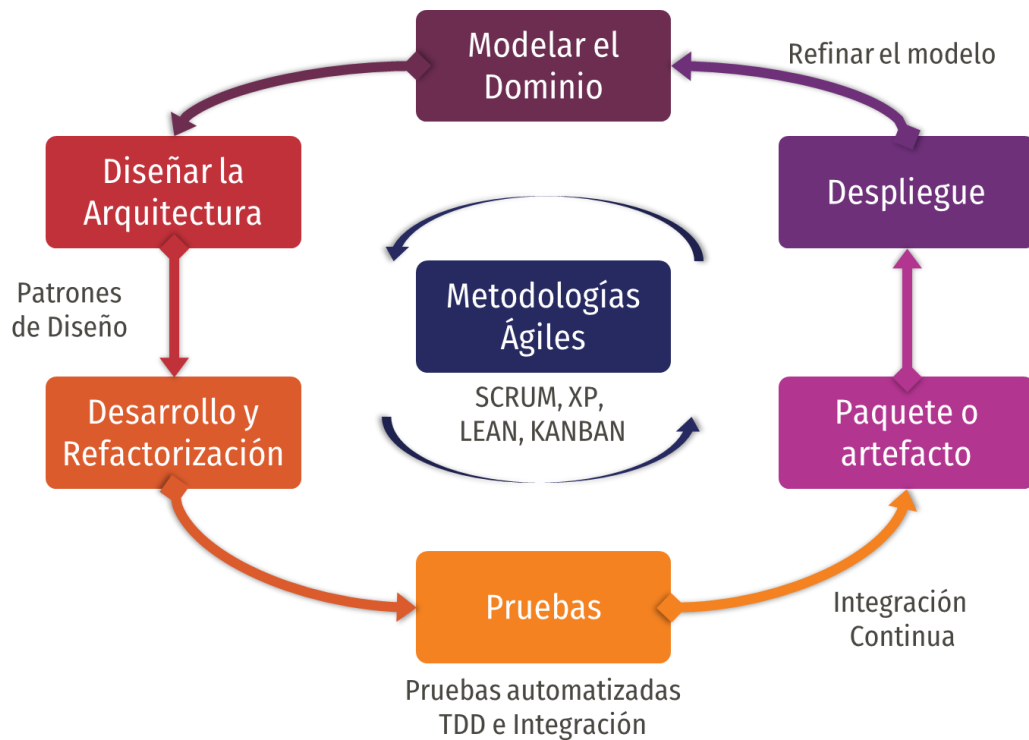 Modelar el
Dominio
Refinar el modelo
Diseñar la
Arquitectura
Despliegue
Patrones
de Diseño
Metodologías
Ágiles
SCRUM, XP,
LEAN, KANBAN
Desarrollo y
Refactorización
Paquete o
artefacto
Pruebas
Integración
Continua
Pruebas automatizadas
TDD e Integración